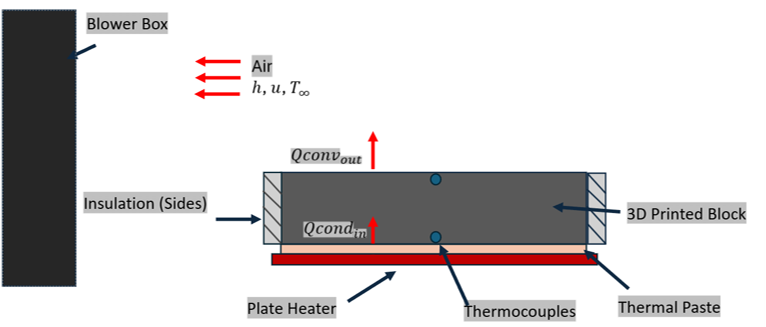 Blower Box
Air
h, u, T∞
Qconv_out
Insulation (Sides)
3D Printed Block
Qcond_in
Plate Heater
Thermocouples
Thermal Paste